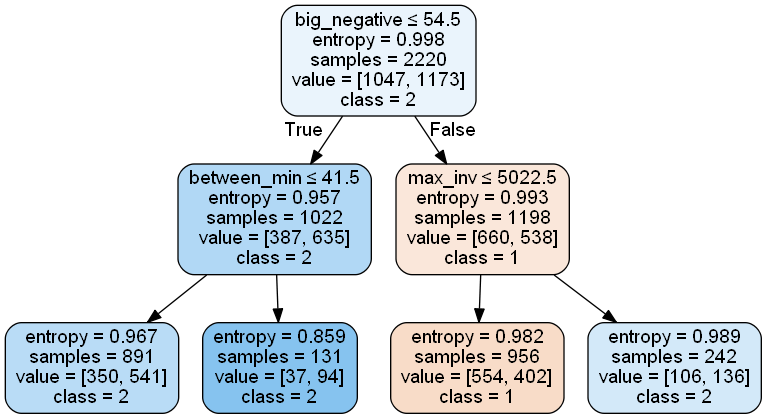 big_negative ≤ 54.5
entropy = 0.998
samples = 2220
value = [1047, 1173]
class = 2
True
False
between_min ≤ 41.5
entropy = 0.957
samples = 1022
value = [387, 635]
class = 2
max_inv ≤ 5022.5
entropy = 0.993
samples = 1198
value = [660, 538]
class = 1
entropy = 0.967
samples = 891
value = [350, 541]
class = 2
entropy = 0.859
samples = 131
value = [37, 94]
class = 2
entropy = 0.982
samples = 956
value = [554, 402]
class = 1
entropy = 0.989
samples = 242
value = [106, 136]
class = 2